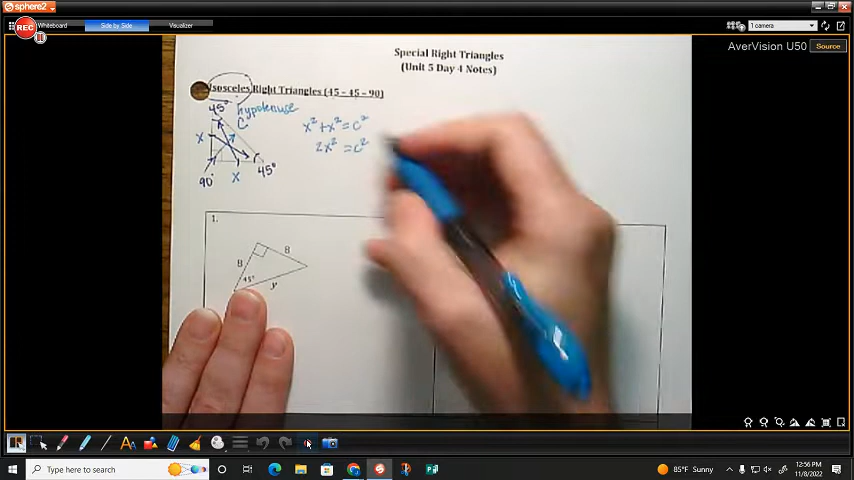 sphere2
REC
Whiteboard
Side by Side
Visualizer
1 camera
AverVision U50
Source
Special Right Triangles
(Unit 5 Day 4 Notes)
Isosceles Right Triangles (45 – 45 – 90)
45° hypotenuse
C
x² + x² = c²
x
2x² = c²
90° x 45°
1.
8 8
45°
y
Type here to search
85°F Sunny
12:56 PM
11/8/2022